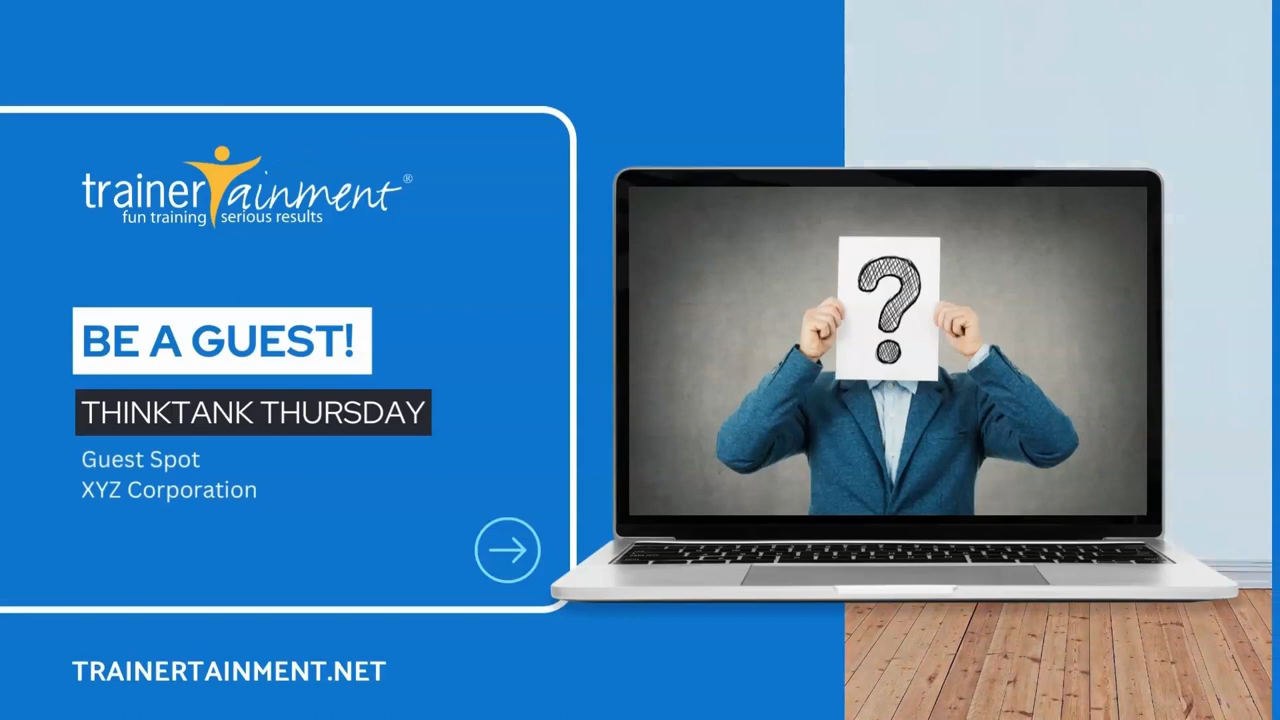 trainertainment®
fun training serious results
BE A GUEST!
THINKTANK THURSDAY
Guest Spot
XYZ Corporation
?
TRAINERTAINMENT.NET